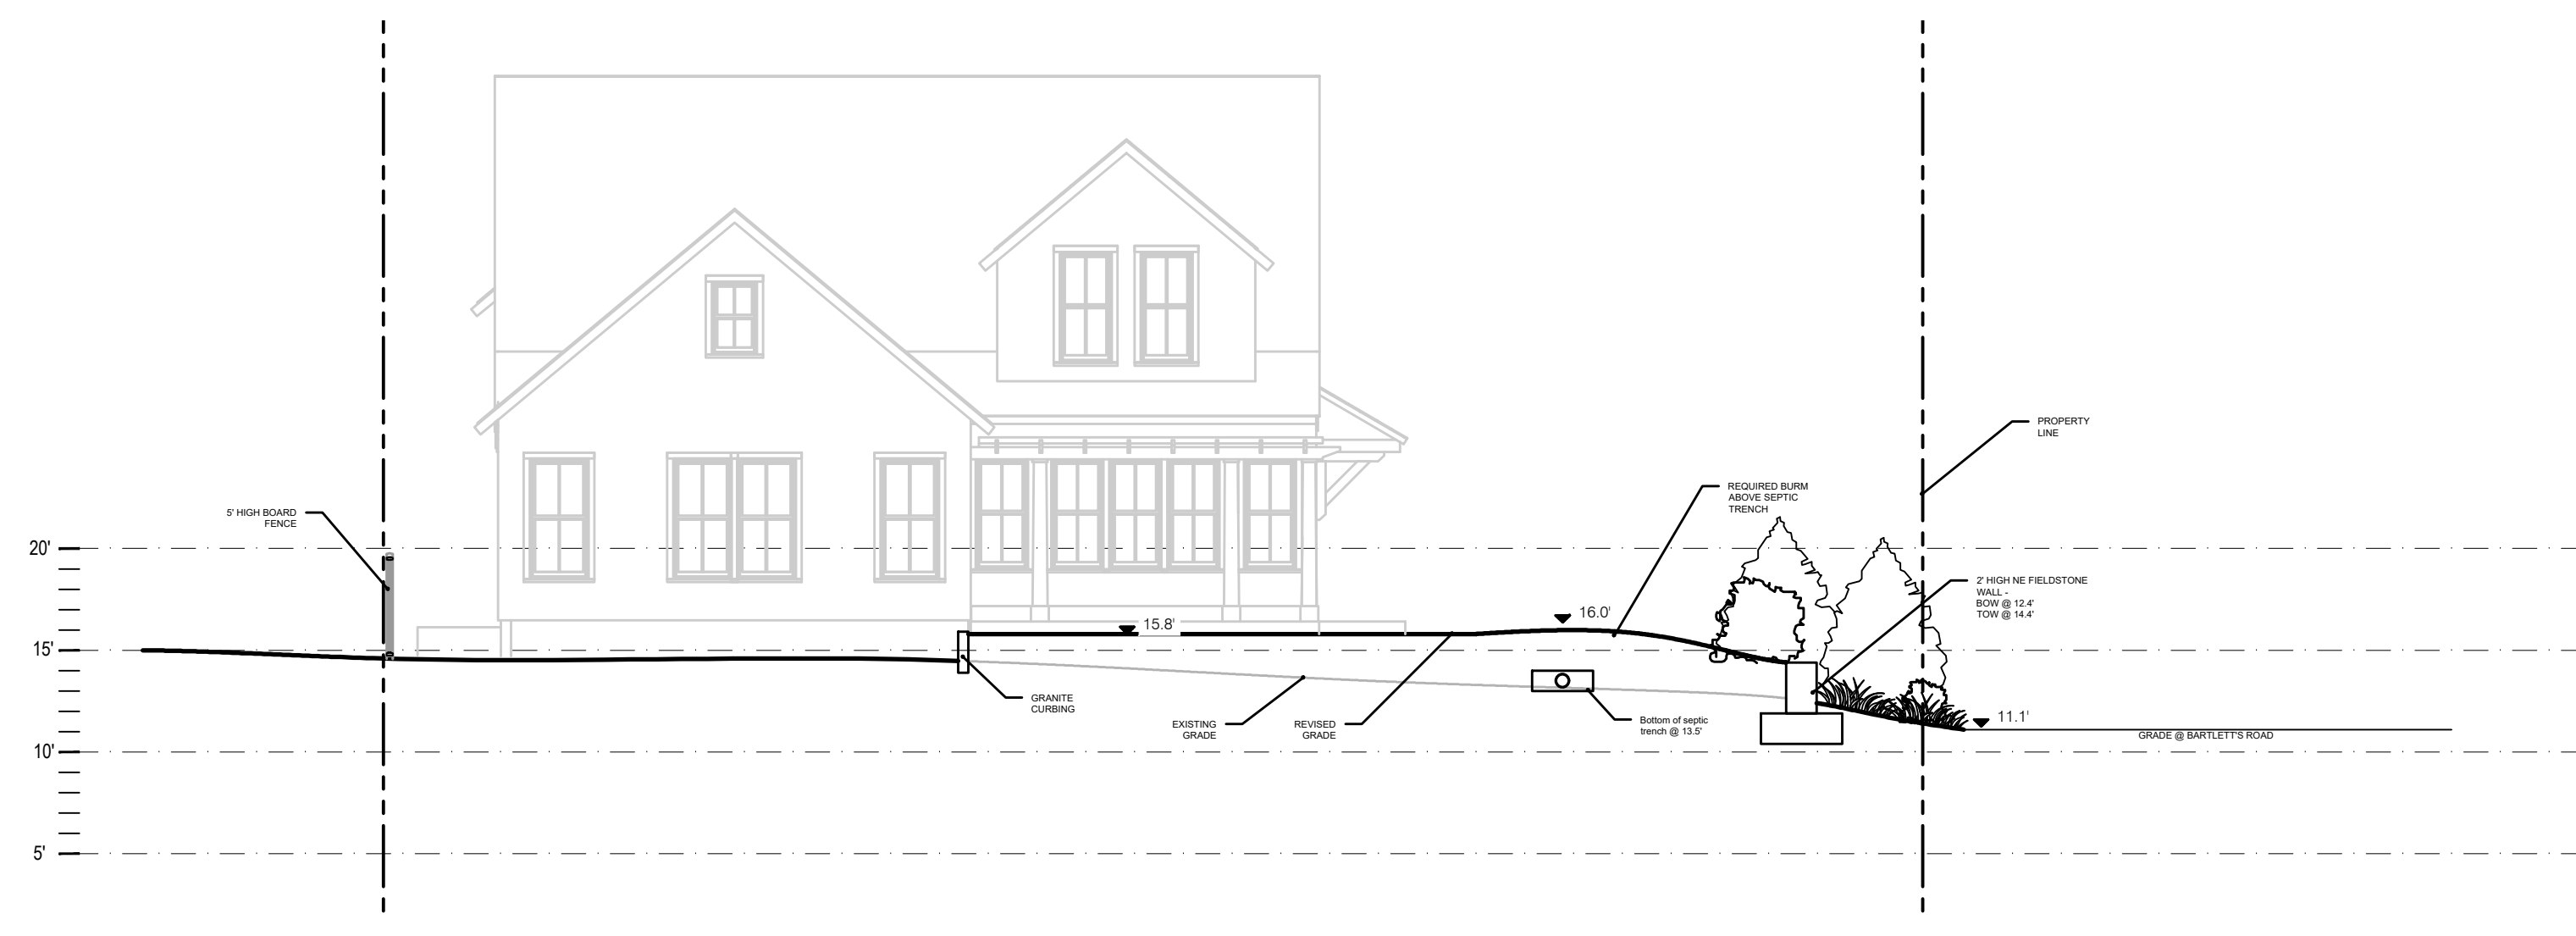 PROPERTY
LINE
REQUIRED BURM
ABOVE SEPTIC
TRENCH
5' HIGH BOARD
FENCE
20'
2' HIGH NE FIELDSTONE
WALL -
BOW @ 12.4'
TOW @ 14.4'
16.0'
15.8'
15'
GRANITE
CURBING
EXISTING
GRADE
REVISED
GRADE
Bottom of septic
trench @ 13.5'
11.1'
GRADE @ BARTLETT'S ROAD
10'
5'